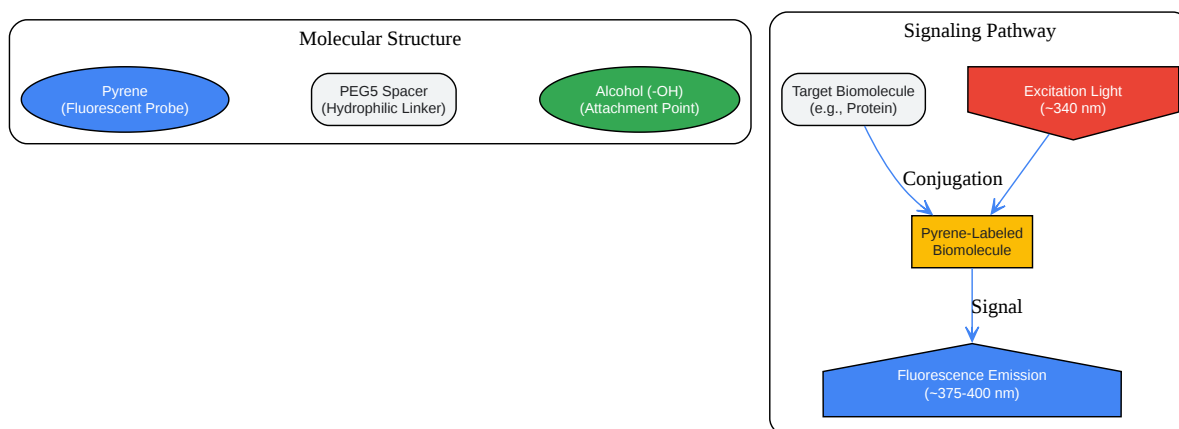 Molecular Structure
Pyrene
(Fluorescent Probe)
PEG5 Spacer
(Hydrophilic Linker)
Alcohol (-OH)
(Attachment Point)
Signaling Pathway
Target Biomolecule
(e.g., Protein)
Excitation Light
(~340 nm)
Conjugation
Pyrene-Labeled
Biomolecule
Signal
Fluorescence Emission
(~375-400 nm)